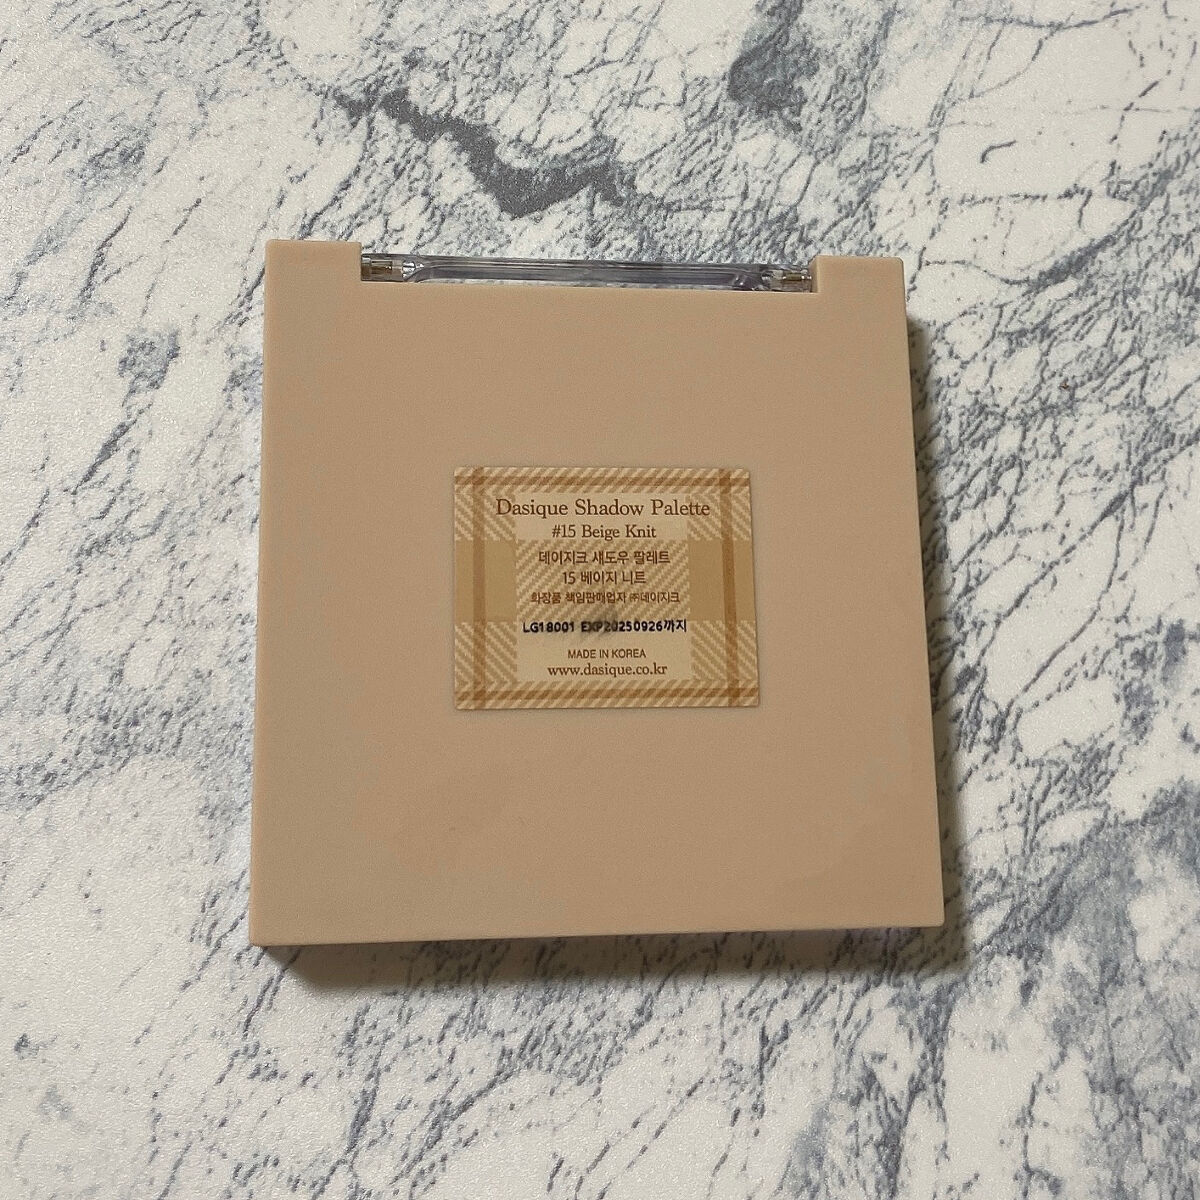 Dasique Shadow Palette
#15 Beige Knit
데이지크 섀도우 팔레트
15 베이지 니트
화장품 책임판매업자 ㈜데이지크
LG18001 EXP20250926까지
MADE IN KOREA
www.dasique.co.kr